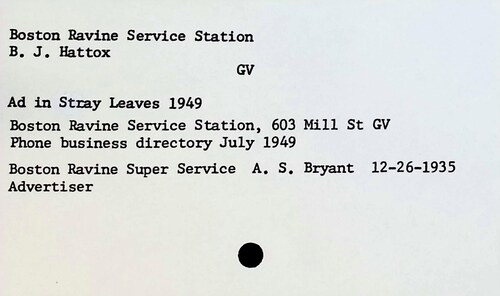 Boston Ravine Service Station
B. J. Hattox
GV
Ad in Stray Leaves 1949
Boston Ravine Service Station, 603 Mill St GV
Phone business directory July 1949
Boston Ravine Super Service A. S. Bryant 12-26-1935
Advertiser